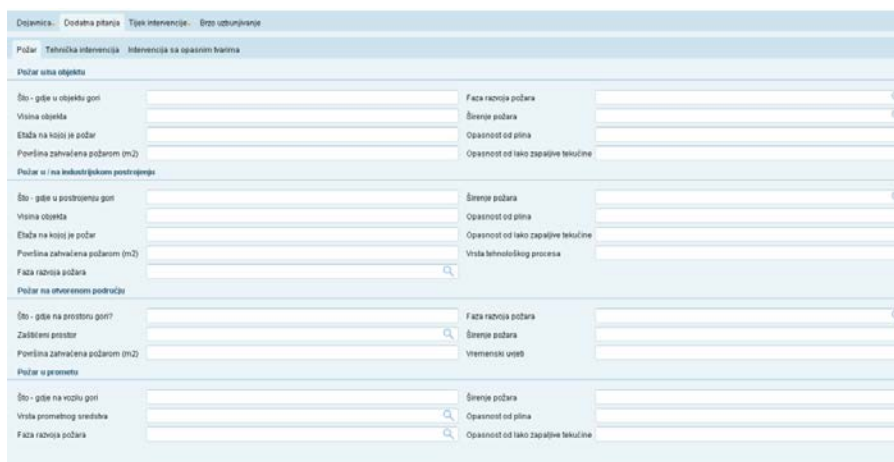 Dojavnica.. Dodatna pitanja Tijek intervencije.. Brzo uzbunjivanje
Požar Tehnička intervencija Intervencija sa opasnim tvarima
Požar u/na objektu
Što - gdje u objektu gori Faza razvoja požara
Visina objekta Širenje požara
Etaža na kojoj je požar Opasnost od plina
Površina zahvaćena požarom (m2) Opasnost od lako zapaljive tekućine
Požar u / na industrijskom postrojenju
Što - gdje u postrojenju gori Širenje požara
Visina objekta Opasnost od plina
Etaža na kojoj je požar Opasnost od lako zapaljive tekućine
Površina zahvaćena požarom (m2) Vrsta tehnološkog procesa
Faza razvoja požara
Požar na otvorenom području
Što - gdje na prostoru gori? Faza razvoja požara
Zaštićeni prostor Širenje požara
Površina zahvaćena požarom (m2) Vremenski uvjeti
Požar u prometu
Što - gdje na vozilu gori Širenje požara
Vrsta prometnog sredstva Opasnost od plina
Faza razvoja požara Opasnost od lako zapaljive tekućine